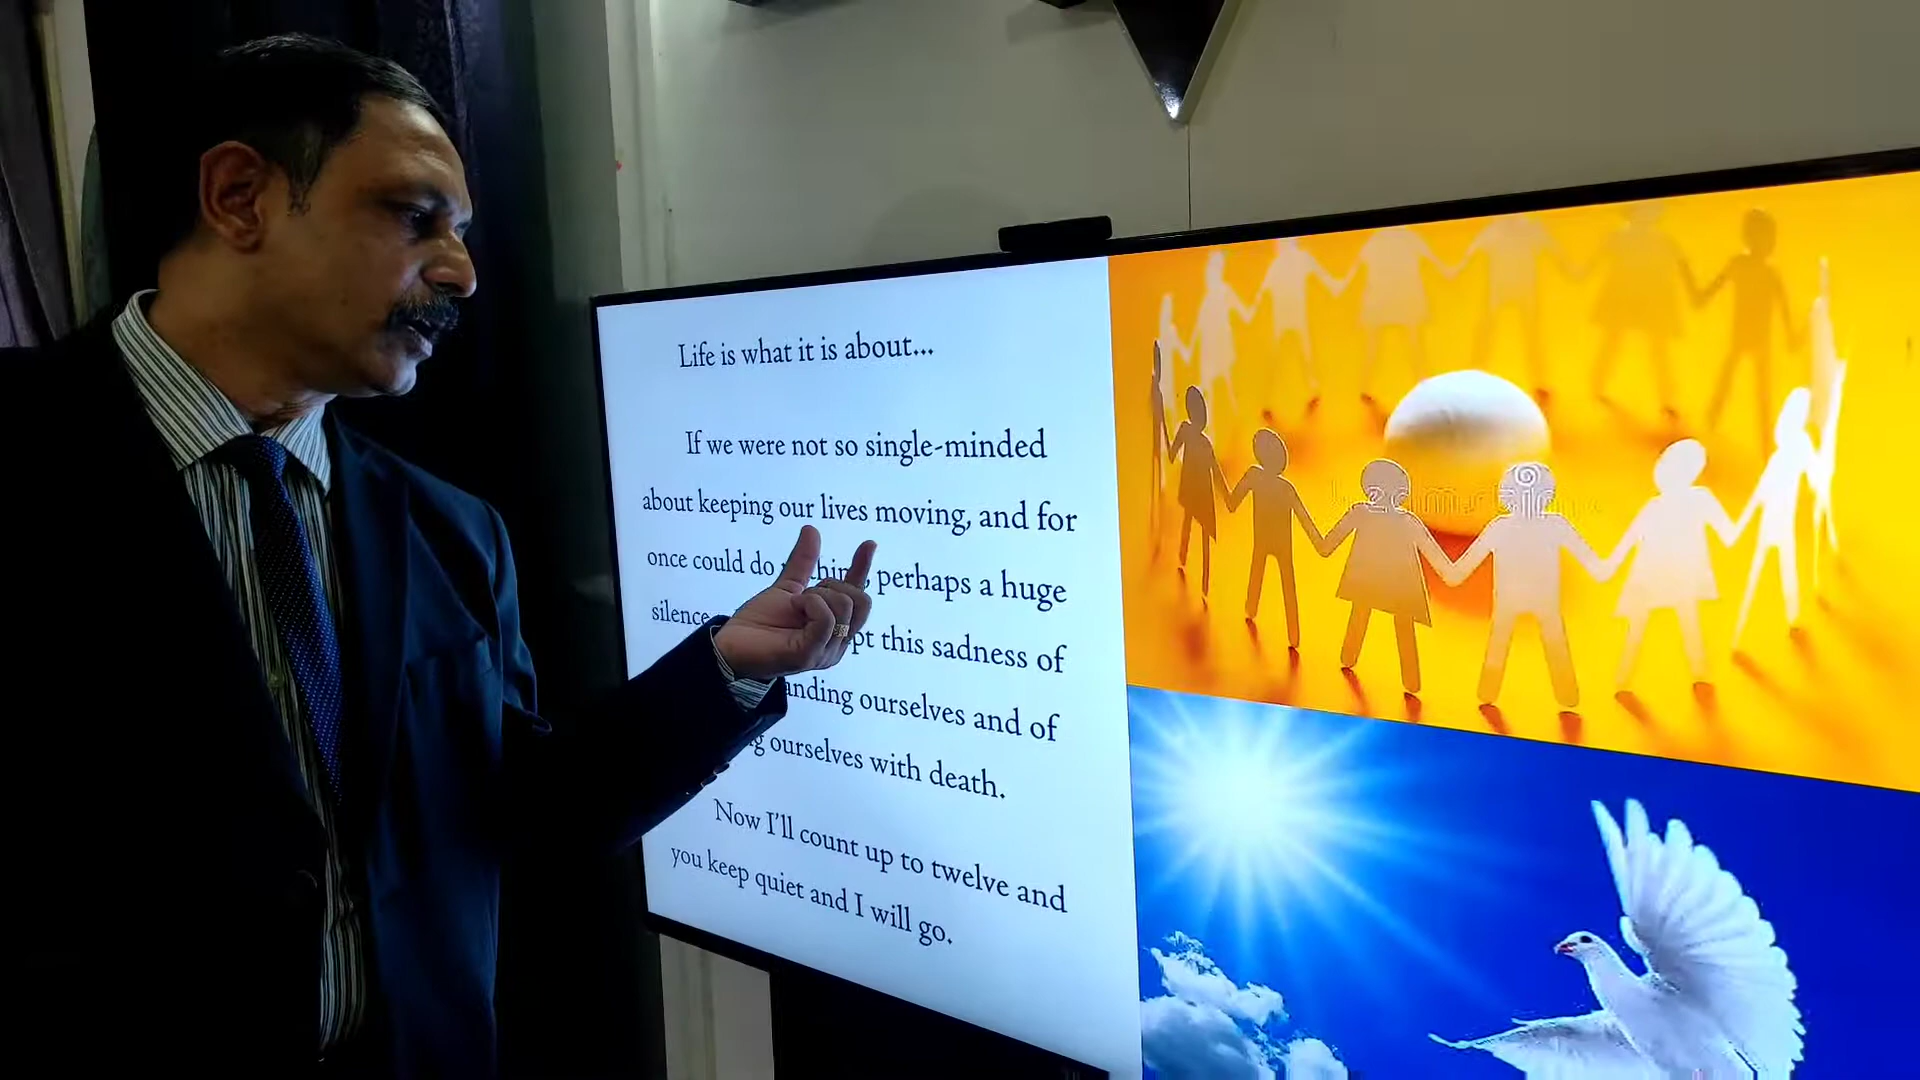 Life is what it is about...
If we were not so single-minded
about keeping our lives moving, and for
once could do perhaps a huge
silence this sadness of
ourselves and of
ourselves with death.
Now I'll count up to twelve and
you keep quiet and I will go.